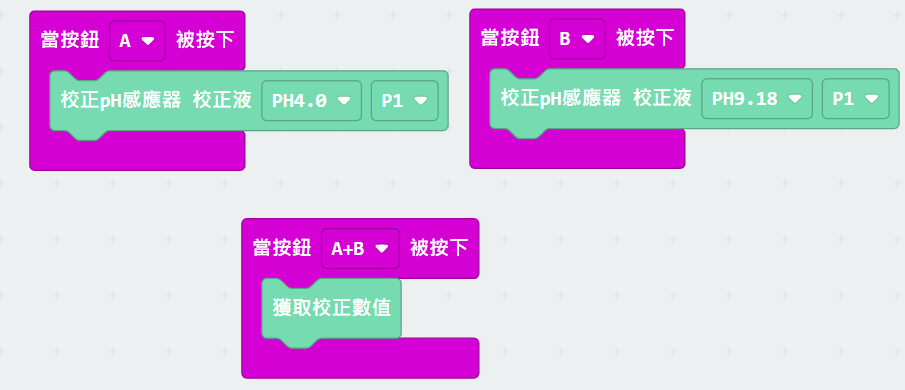 當按鈕 A 被按下
校正pH感應器 校正液 PH4.0 P1
當按鈕 B 被按下
校正pH感應器 校正液 PH9.18 P1
當按鈕 A+B 被按下
獲取校正數值